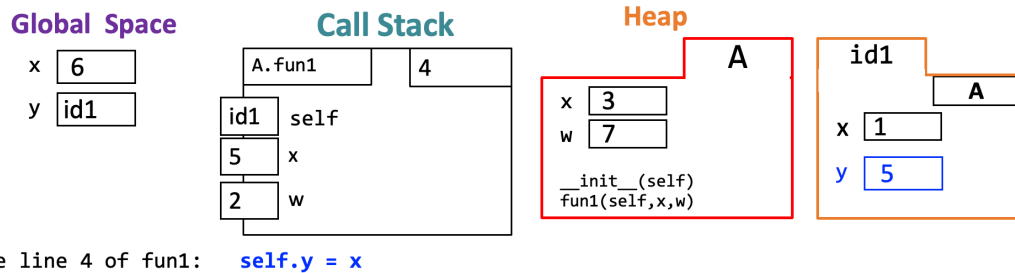 Global Space
x 6
y id1
Call Stack
A.fun1 4
id1 self
5 x
2 w
Heap
A
x 3
w 7
__init__(self)
fun1(self,x,w)
id1
A
x 1
y 5
line 4 of fun1: self.y = x